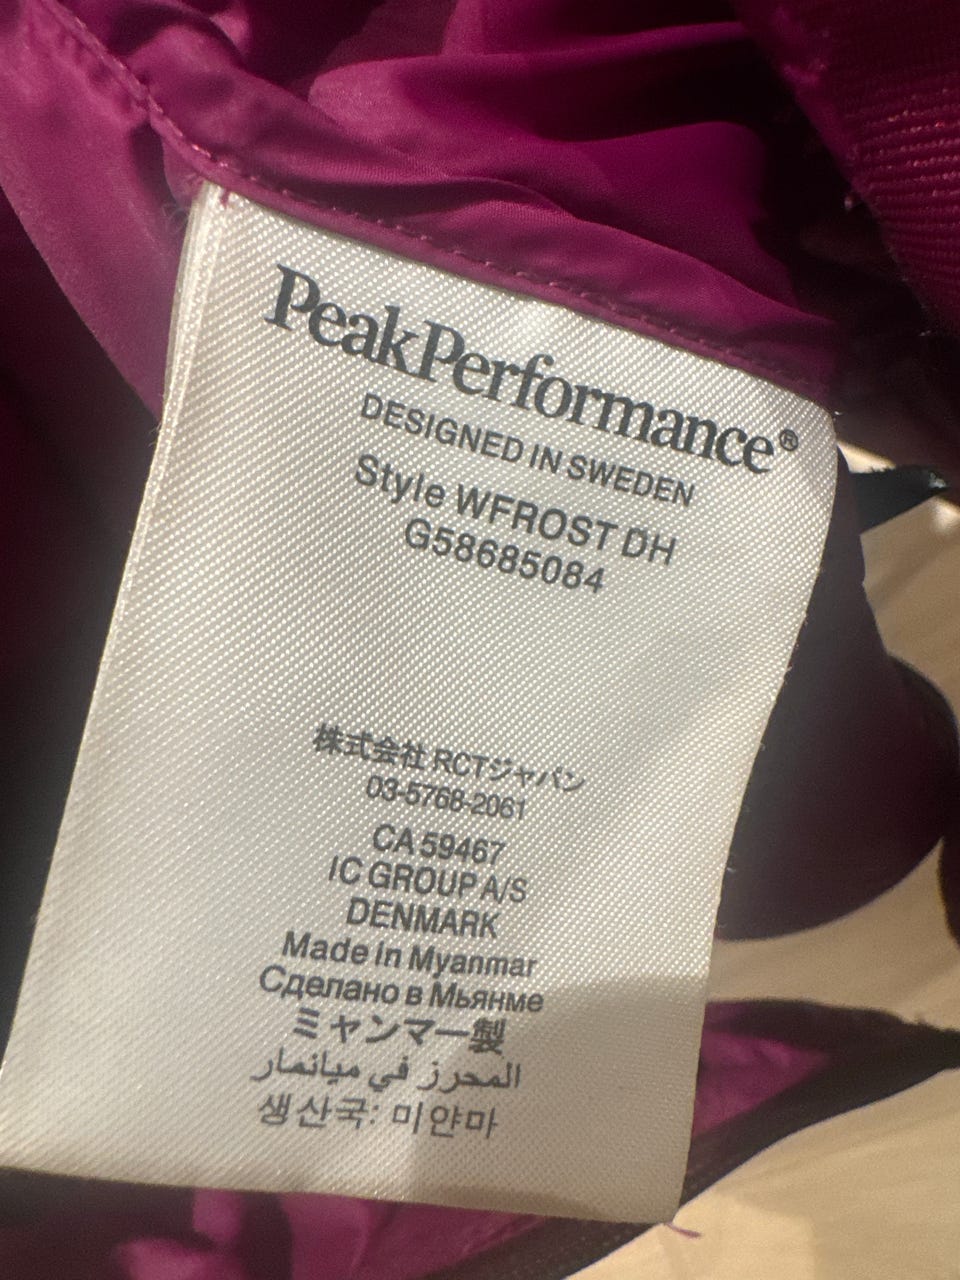 PeakPerformance®
DESIGNED IN SWEDEN
Style WFROST DH
G58685084
株式会社 RCTジャパン
03-5768-2061
CA 59467
IC GROUP A/S
DENMARK
Made in Myanmar
Сделано в Мьянме
ミャンマー製
المحرز في ميانمار
생산국: 미얀마